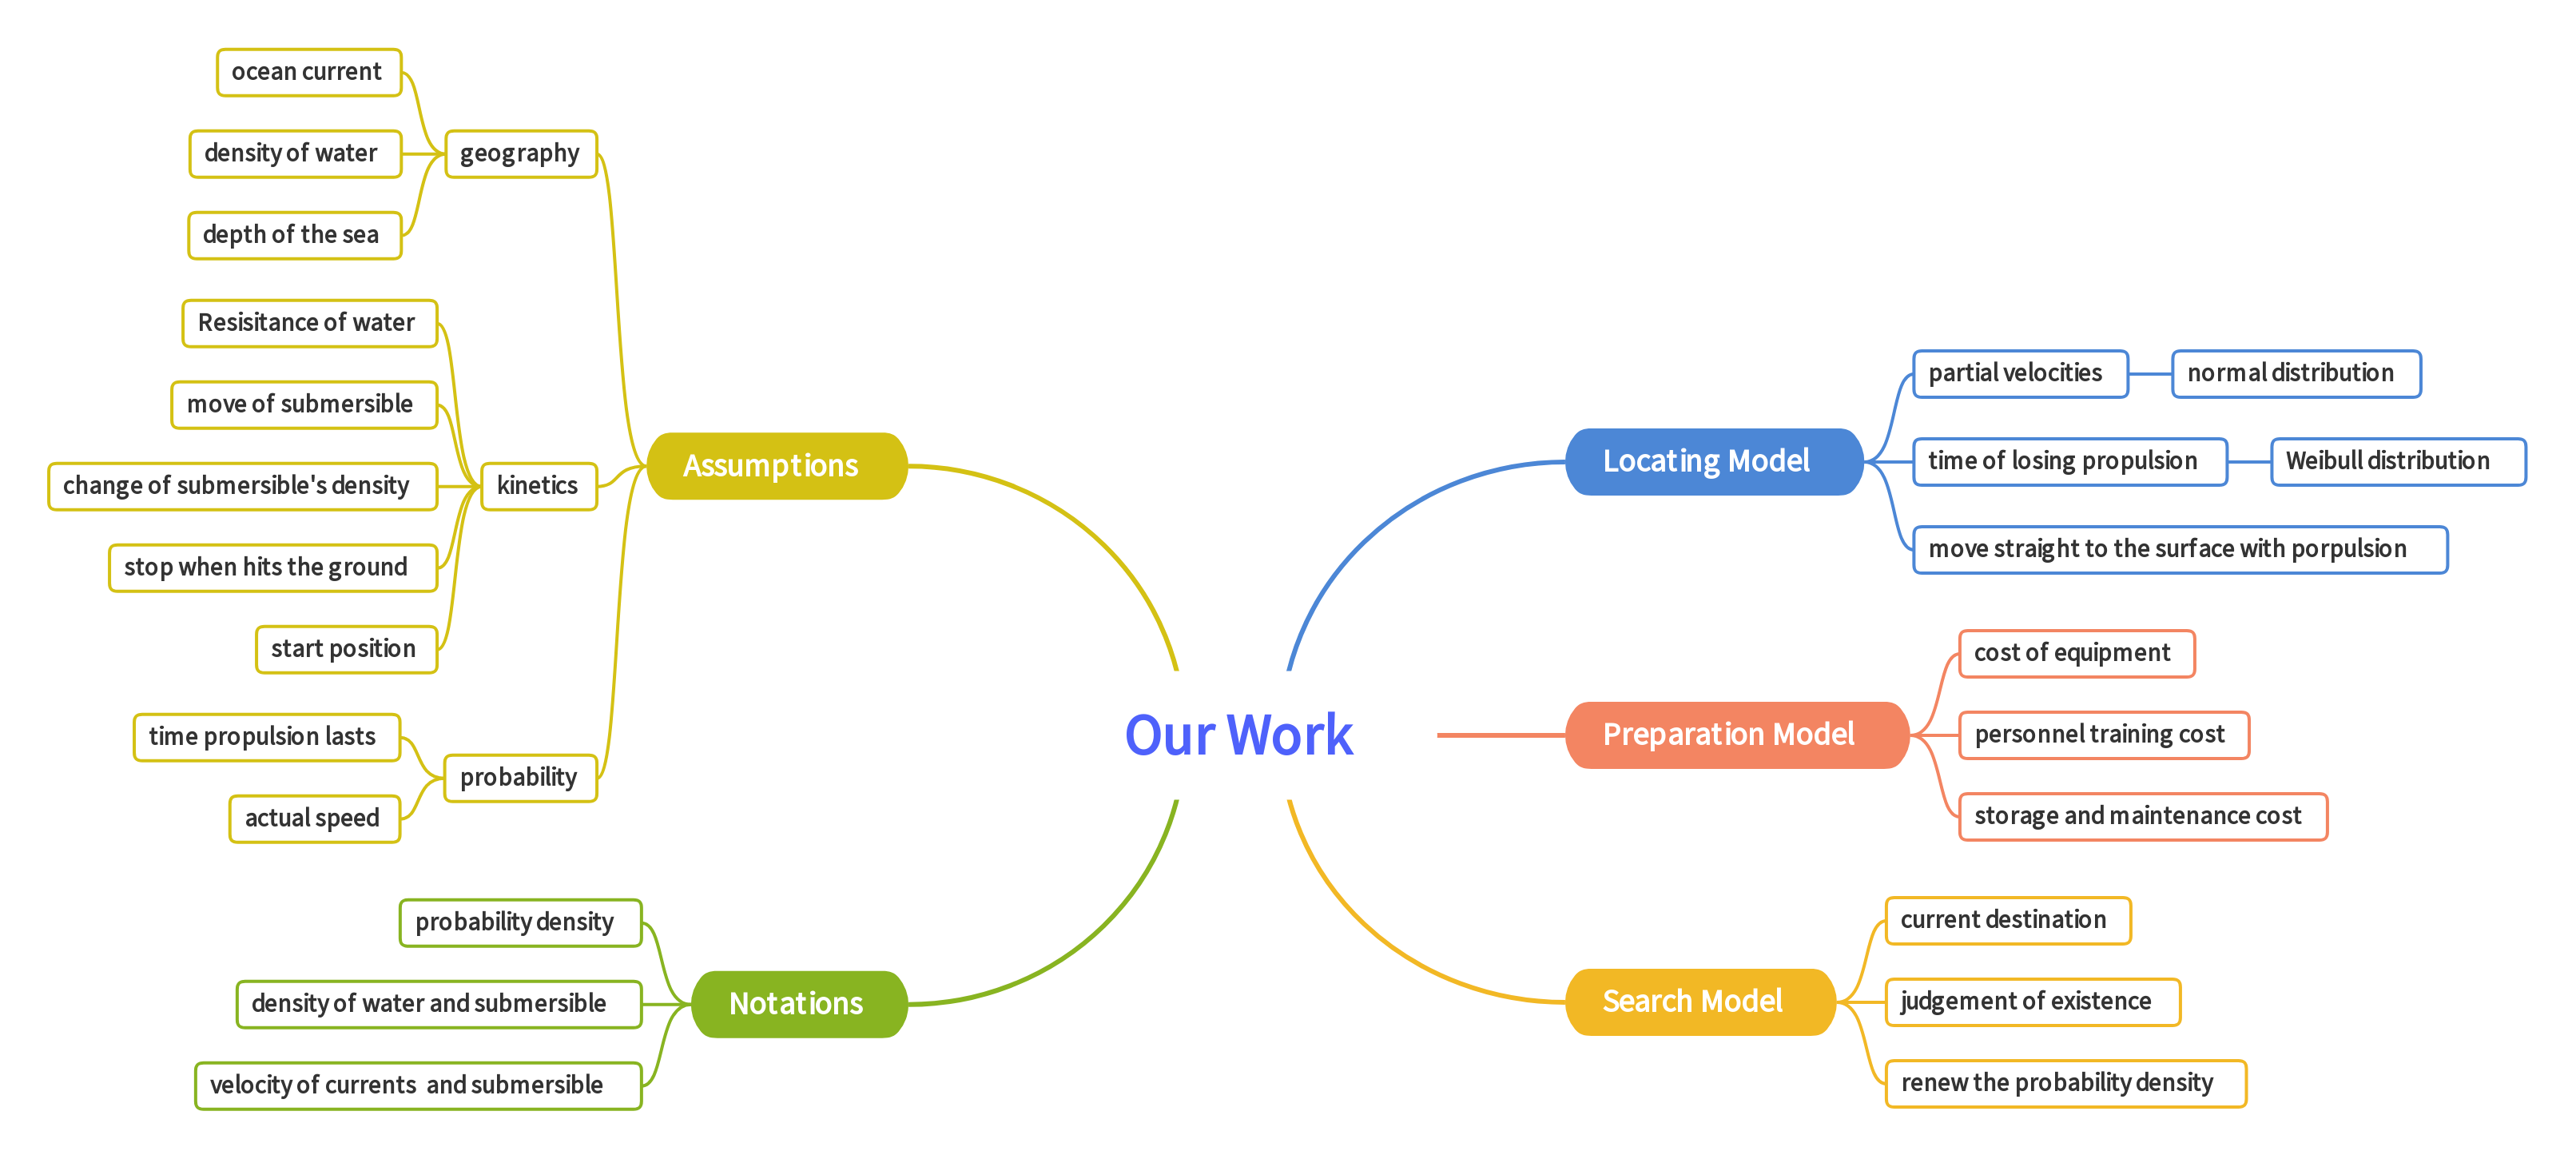 Our Work
Assumptions
geography
ocean current
density of water
depth of the sea
kinetics
Resisitance of water
move of submersible
change of submersible's density
stop when hits the ground
start position
probability
time propulsion lasts
actual speed
Notations
probability density
density of water and submersible
velocity of currents and submersible
Locating Model
partial velocities
normal distribution
time of losing propulsion
Weibull distribution
move straight to the surface with porpulsion
Preparation Model
cost of equipment
personnel training cost
storage and maintenance cost
Search Model
current destination
judgement of existence
renew the probability density